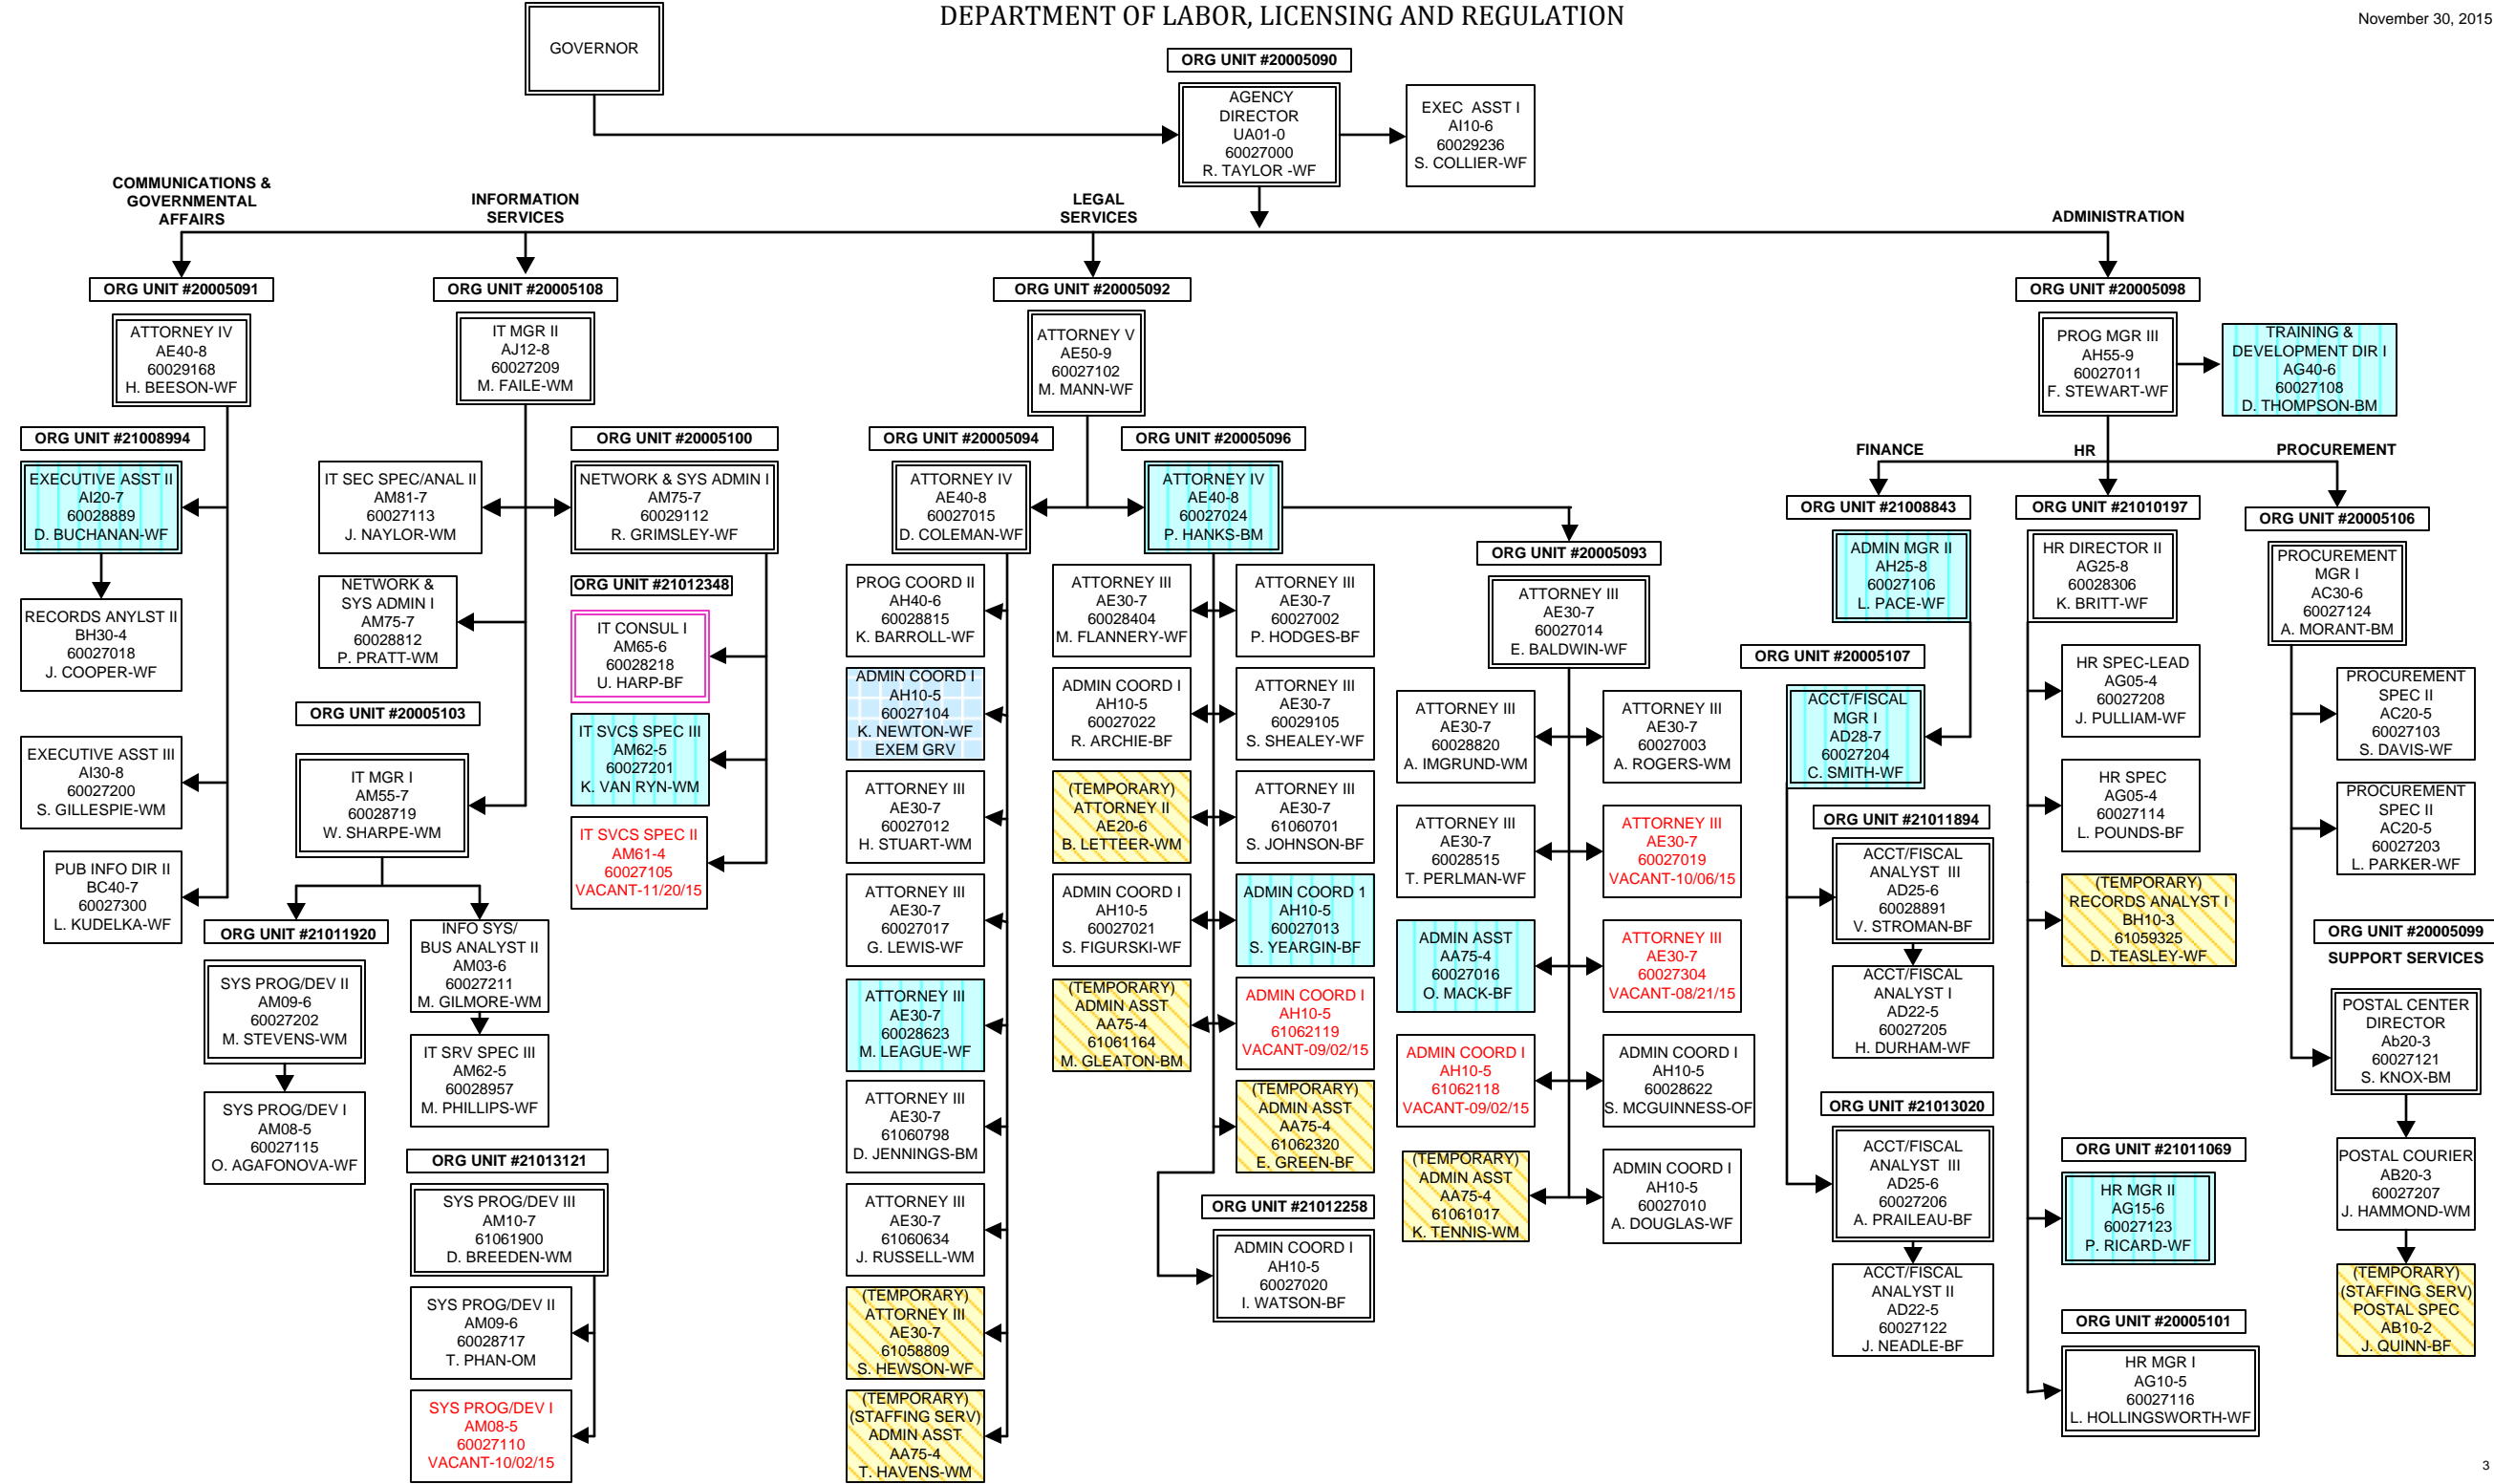 DEPARTMENT OF LABOR, LICENSING AND REGULATION
November 30, 2015
GOVERNOR
ORG UNIT #20005090
AGENCY
DIRECTOR
UA01-0
60027000
R. TAYLOR -WF
EXEC ASST I
AI10-6
60029236
S. COLLIER-WF
COMMUNICATIONS &
GOVERNMENTAL
AFFAIRS
INFORMATION
SERVICES
LEGAL
SERVICES
ADMINISTRATION
ORG UNIT #20005091
ATTORNEY IV
AE40-8
60029168
H. BEESON-WF
ORG UNIT #21008994
EXECUTIVE ASST II
AI20-7
60028889
D. BUCHANAN-WF
RECORDS ANYLST II
BH30-4
60027018
J. COOPER-WF
EXECUTIVE ASST III
AI30-8
60027200
S. GILLESPIE-WM
PUB INFO DIR II
BC40-7
60027300
L. KUDELKA-WF
ORG UNIT #20005108
IT MGR II
AJ12-8
60027209
M. FAILE-WM
IT SEC SPEC/ANAL II
AM81-7
60027113
J. NAYLOR-WM
NETWORK &
SYS ADMIN I
AM75-7
60028812
P. PRATT-WM
ORG UNIT #20005100
NETWORK & SYS ADMIN I
AM75-7
60029112
R. GRIMSLEY-WF
ORG UNIT #21012348
IT CONSUL I
AM65-6
60028218
U. HARP-BF
IT SVCS SPEC III
AM62-5
60027201
K. VAN RYN-WM
IT SVCS SPEC II
AM61-4
60027105
VACANT-11/20/15
ORG UNIT #20005103
IT MGR I
AM55-7
60028719
W. SHARPE-WM
ORG UNIT #21011920
SYS PROG/DEV II
AM09-6
60027202
M. STEVENS-WM
SYS PROG/DEV I
AM08-5
60027115
O. AGAFONOVA-WF
INFO SYS/
BUS ANALYST II
AM03-6
60027211
M. GILMORE-WM
IT SRV SPEC III
AM62-5
60028957
M. PHILLIPS-WF
ORG UNIT #21013121
SYS PROG/DEV III
AM10-7
61061900
D. BREEDEN-WM
SYS PROG/DEV II
AM09-6
60028717
T. PHAN-OM
SYS PROG/DEV I
AM08-5
60027110
VACANT-10/02/15
ORG UNIT #20005092
ATTORNEY V
AE50-9
60027102
M. MANN-WF
ORG UNIT #20005094
ATTORNEY IV
AE40-8
60027015
D. COLEMAN-WF
PROG COORD II
AH40-6
60028815
K. BARROLL-WF
ADMIN COORD I
AH10-5
60027104
K. NEWTON-WF
EXEM GRV
ATTORNEY III
AE30-7
60027012
H. STUART-WM
ATTORNEY III
AE30-7
60027017
G. LEWIS-WF
ATTORNEY III
AE30-7
60028623
M. LEAGUE-WF
ATTORNEY III
AE30-7
61060798
D. JENNINGS-BM
ATTORNEY III
AE30-7
61060634
J. RUSSELL-WM
(TEMPORARY)
ATTORNEY III
AE30-7
61058809
S. HEWSON-WF
(TEMPORARY)
(STAFFING SERV)
ADMIN ASST
AA75-4
T. HAVENS-WM
ORG UNIT #20005096
ATTORNEY IV
AE40-8
60027024
P. HANKS-BM
ATTORNEY III
AE30-7
60028404
M. FLANNERY-WF
ATTORNEY III
AE30-7
60027002
P. HODGES-BF
ADMIN COORD I
AH10-5
60027022
R. ARCHIE-BF
ATTORNEY III
AE30-7
60029105
S. SHEALEY-WF
(TEMPORARY)
ATTORNEY II
AE20-6
B. LETTEER-WM
ATTORNEY III
AE30-7
61060701
S. JOHNSON-BF
ADMIN COORD I
AH10-5
60027021
S. FIGURSKI-WF
ADMIN COORD 1
AH10-5
60027013
S. YEARGIN-BF
(TEMPORARY)
ADMIN ASST
AA75-4
61061164
M. GLEATON-BM
ADMIN COORD I
AH10-5
61062119
VACANT-09/02/15
(TEMPORARY)
ADMIN ASST
AA75-4
61062320
E. GREEN-BF
ORG UNIT #21012258
ADMIN COORD I
AH10-5
60027020
I. WATSON-BF
ORG UNIT #20005093
ATTORNEY III
AE30-7
60027014
E. BALDWIN-WF
ATTORNEY III
AE30-7
60028820
A. IMGRUND-WM
ATTORNEY III
AE30-7
60027003
A. ROGERS-WM
ATTORNEY III
AE30-7
60028515
T. PERLMAN-WF
ATTORNEY III
AE30-7
60027019
VACANT-10/06/15
ADMIN ASST
AA75-4
60027016
O. MACK-BF
ATTORNEY III
AE30-7
60027304
VACANT-08/21/15
ADMIN COORD I
AH10-5
61062118
VACANT-09/02/15
ADMIN COORD I
AH10-5
60028622
S. MCGUINNESS-OF
(TEMPORARY)
ADMIN ASST
AA75-4
61061017
K. TENNIS-WM
ADMIN COORD I
AH10-5
60027010
A. DOUGLAS-WF
ORG UNIT #20005098
PROG MGR III
AH55-9
60027011
F. STEWART-WF
TRAINING &
DEVELOPMENT DIR I
AG40-6
60027108
D. THOMPSON-BM
FINANCE
HR
PROCUREMENT
ORG UNIT #21008843
ADMIN MGR II
AH25-8
60027106
L. PACE-WF
ORG UNIT #20005107
ACCT/FISCAL
MGR I
AD28-7
60027204
C. SMITH-WF
ORG UNIT #21011894
ACCT/FISCAL
ANALYST III
AD25-6
60028891
V. STROMAN-BF
ACCT/FISCAL
ANALYST I
AD22-5
60027205
H. DURHAM-WF
ORG UNIT #21013020
ACCT/FISCAL
ANALYST III
AD25-6
60027206
A. PRAILEAU-BF
ACCT/FISCAL
ANALYST II
AD22-5
60027122
J. NEADLE-BF
ORG UNIT #21010197
HR DIRECTOR II
AG25-8
60028306
K. BRITT-WF
HR SPEC-LEAD
AG05-4
60027208
J. PULLIAM-WF
HR SPEC
AG05-4
60027114
L. POUNDS-BF
(TEMPORARY)
RECORDS ANALYST I
BH10-3
61059325
D. TEASLEY-WF
ORG UNIT #21011069
HR MGR II
AG15-6
60027123
P. RICARD-WF
ORG UNIT #20005101
HR MGR I
AG10-5
60027116
L. HOLLINGSWORTH-WF
ORG UNIT #20005106
PROCUREMENT
MGR I
AC30-6
60027124
A. MORANT-BM
PROCUREMENT
SPEC II
AC20-5
60027103
S. DAVIS-WF
PROCUREMENT
SPEC II
AC20-5
60027203
L. PARKER-WF
ORG UNIT #20005099
SUPPORT SERVICES
POSTAL CENTER
DIRECTOR
Ab20-3
60027121
S. KNOX-BM
POSTAL COURIER
AB20-3
60027207
J. HAMMOND-WM
(TEMPORARY)
(STAFFING SERV)
POSTAL SPEC
AB10-2
J. QUINN-BF
3